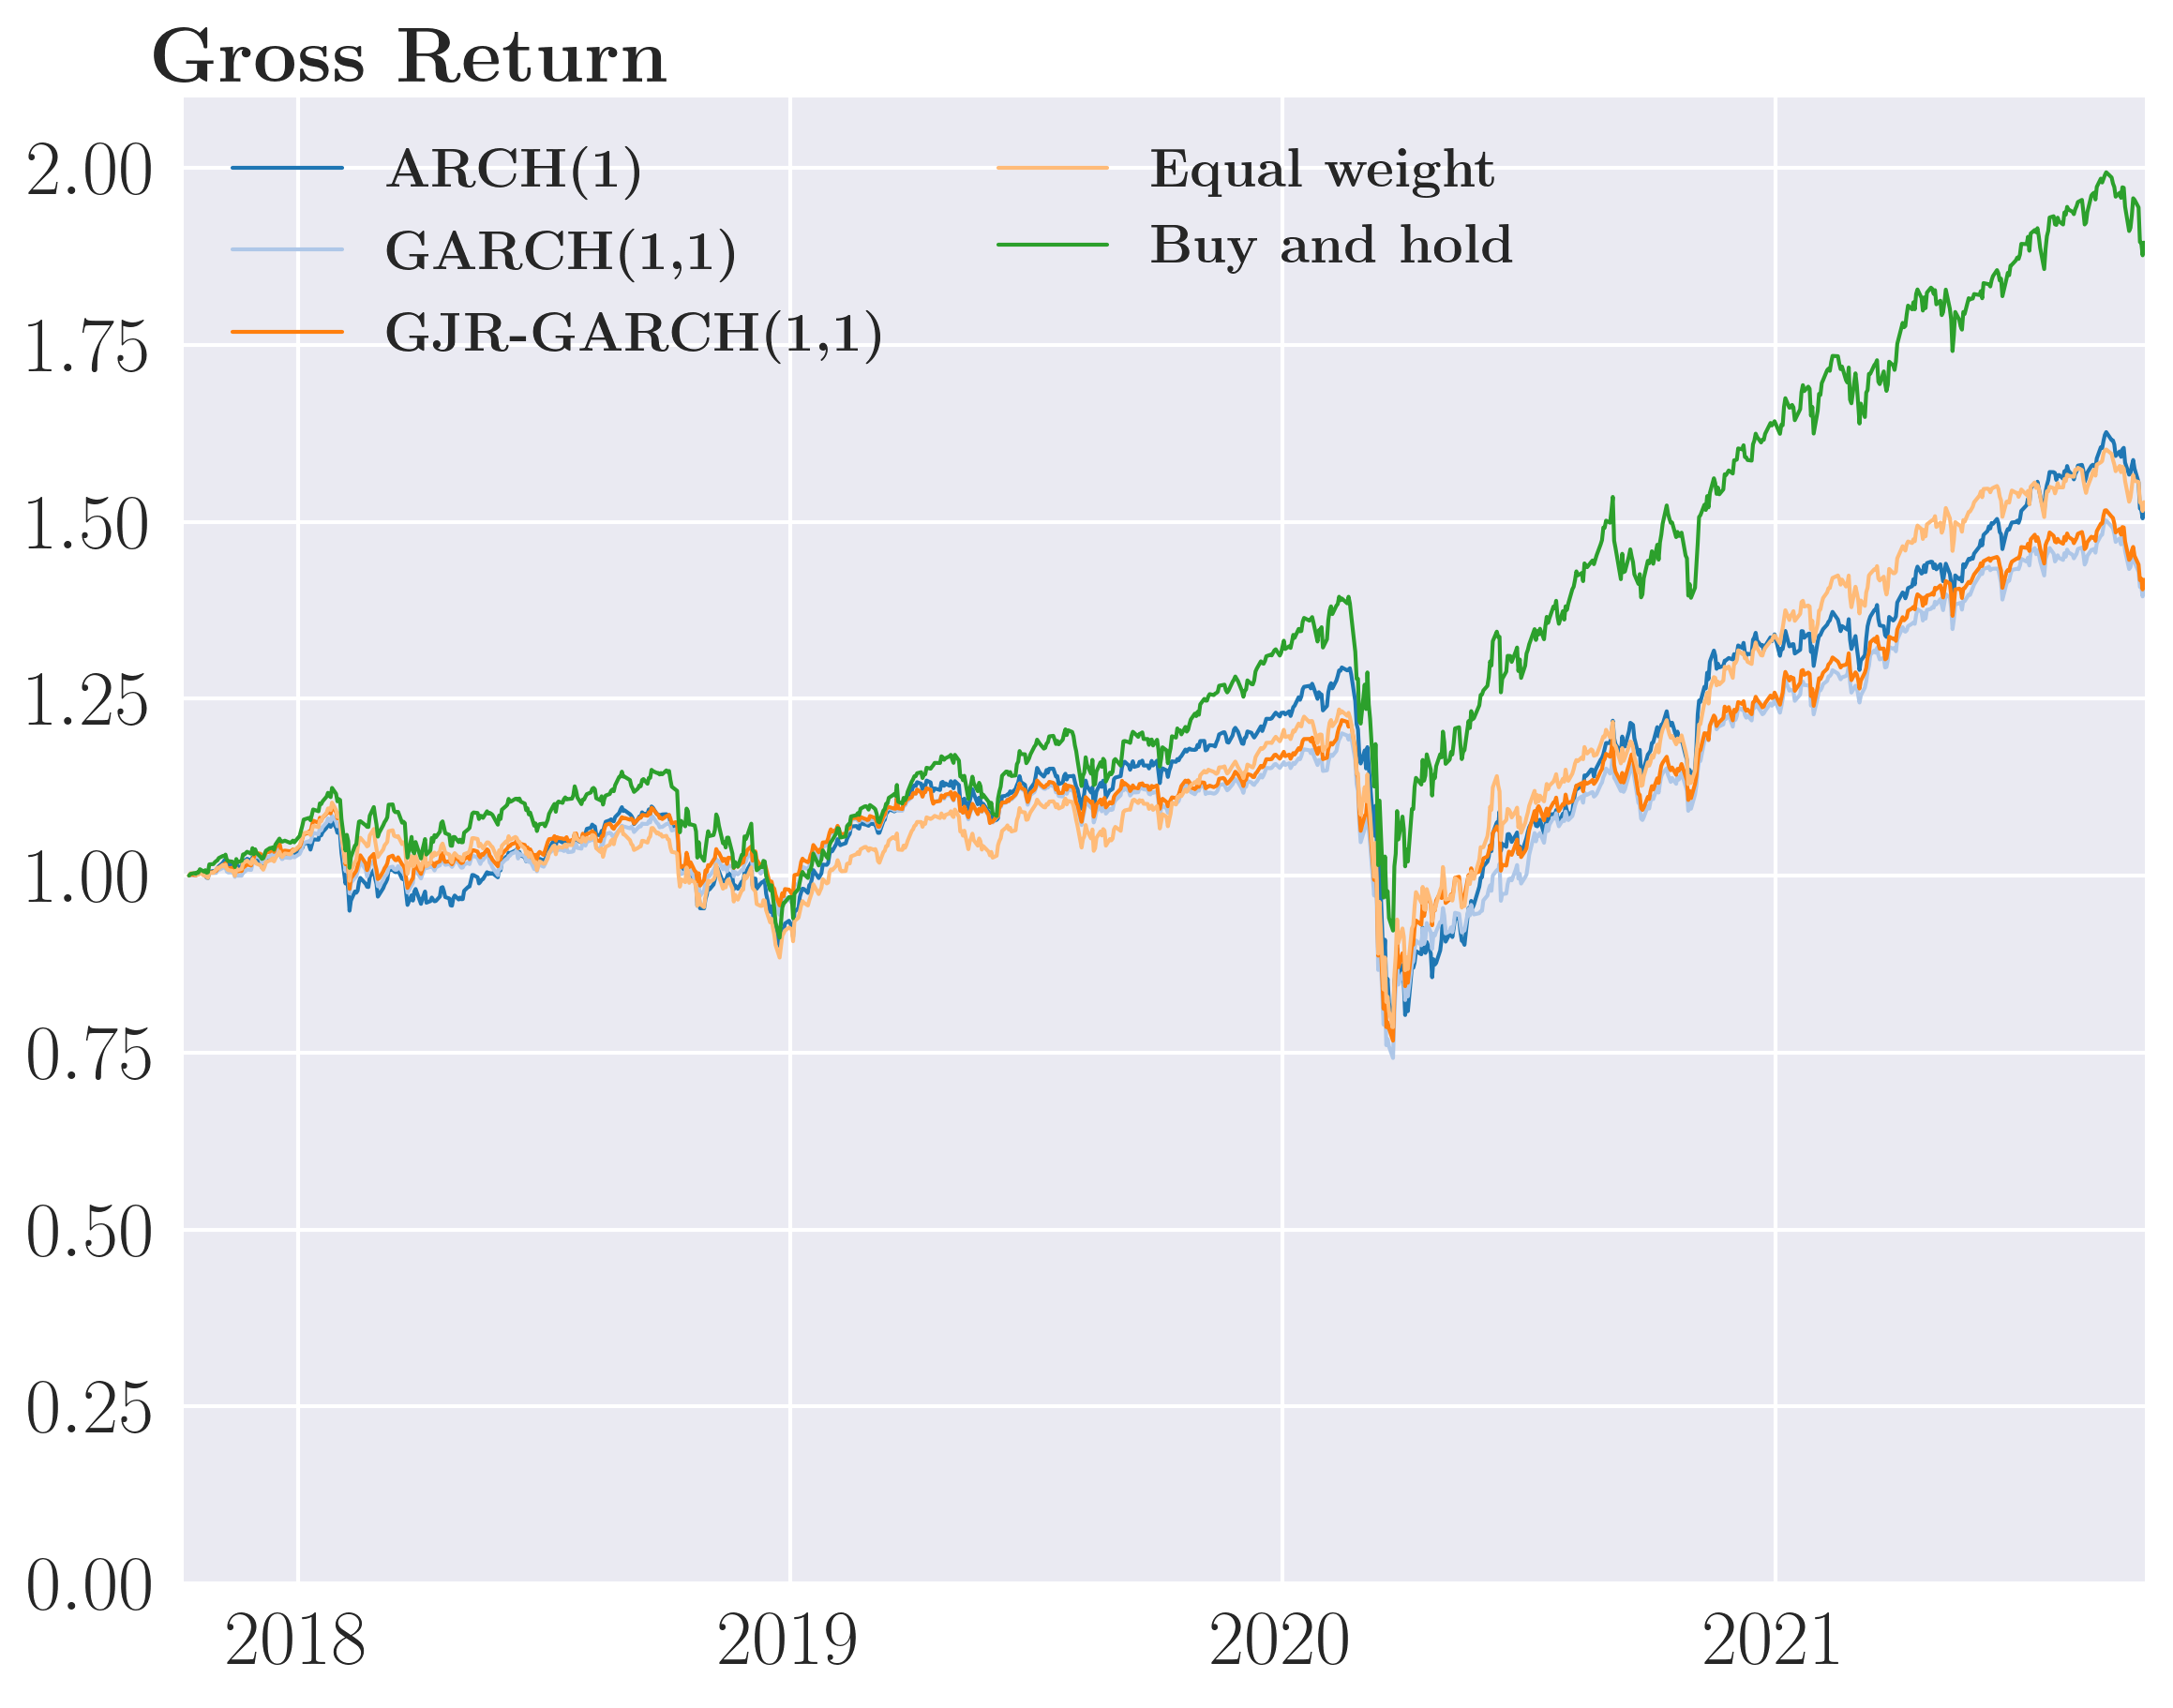 Gross Return
2.00
1.75
1.50
1.25
1.00
0.75
0.50
0.25
0.00
ARCH(1)
GARCH(1,1)
GJR-GARCH(1,1)
Equal weight
Buy and hold
2018
2019
2020
2021